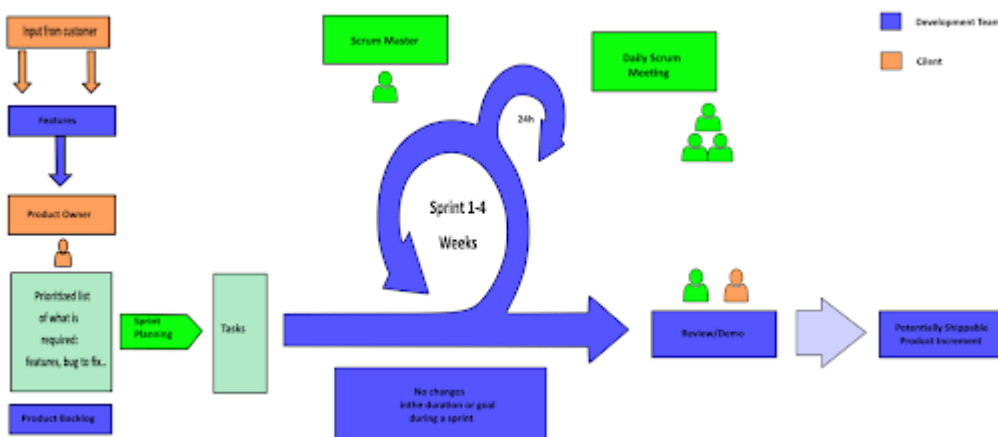 Input from customer
Features
Product Owner
Prioritized list
of what is
required:
features, bug to fix..
Product Backlog
Sprint
Planning
Tasks
Scrum Master
Daily Scrum
Meeting
24h
Sprint 1-4
Weeks
No changes
inthe duration or goal
during a sprint
Review/Demo
Potentially Shippable
Product Increment
Development Team
Client